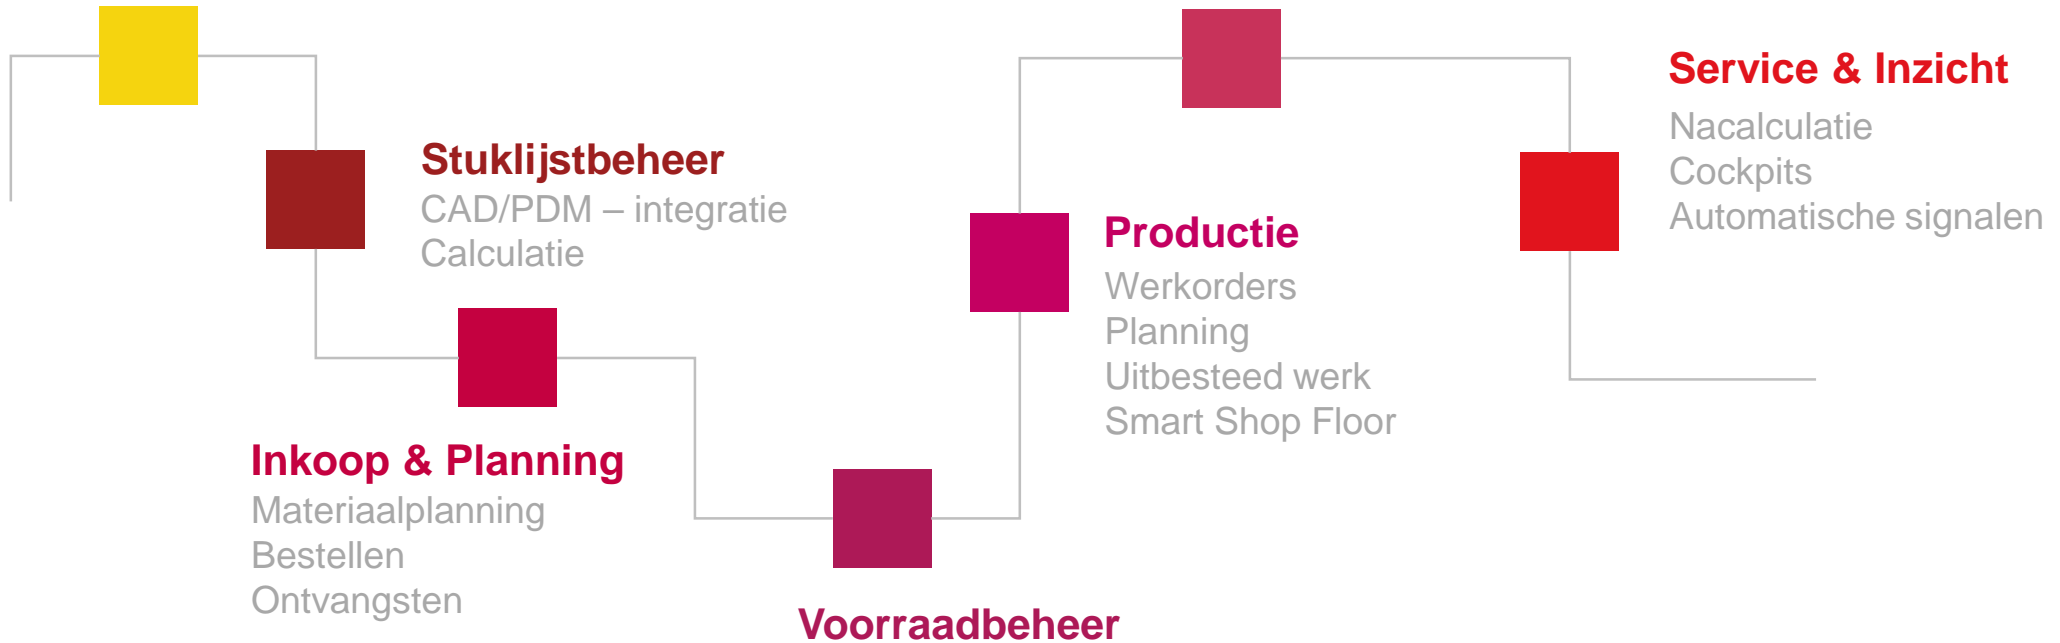 Stuklijstbeheer
CAD/PDM – integratie
Calculatie
Inkoop & Planning
Materiaalplanning
Bestellen
Ontvangsten
Voorraadbeheer
Productie
Werkorders
Planning
Uitbesteed werk
Smart Shop Floor
Service & Inzicht
Nacalculatie
Cockpits
Automatische signalen